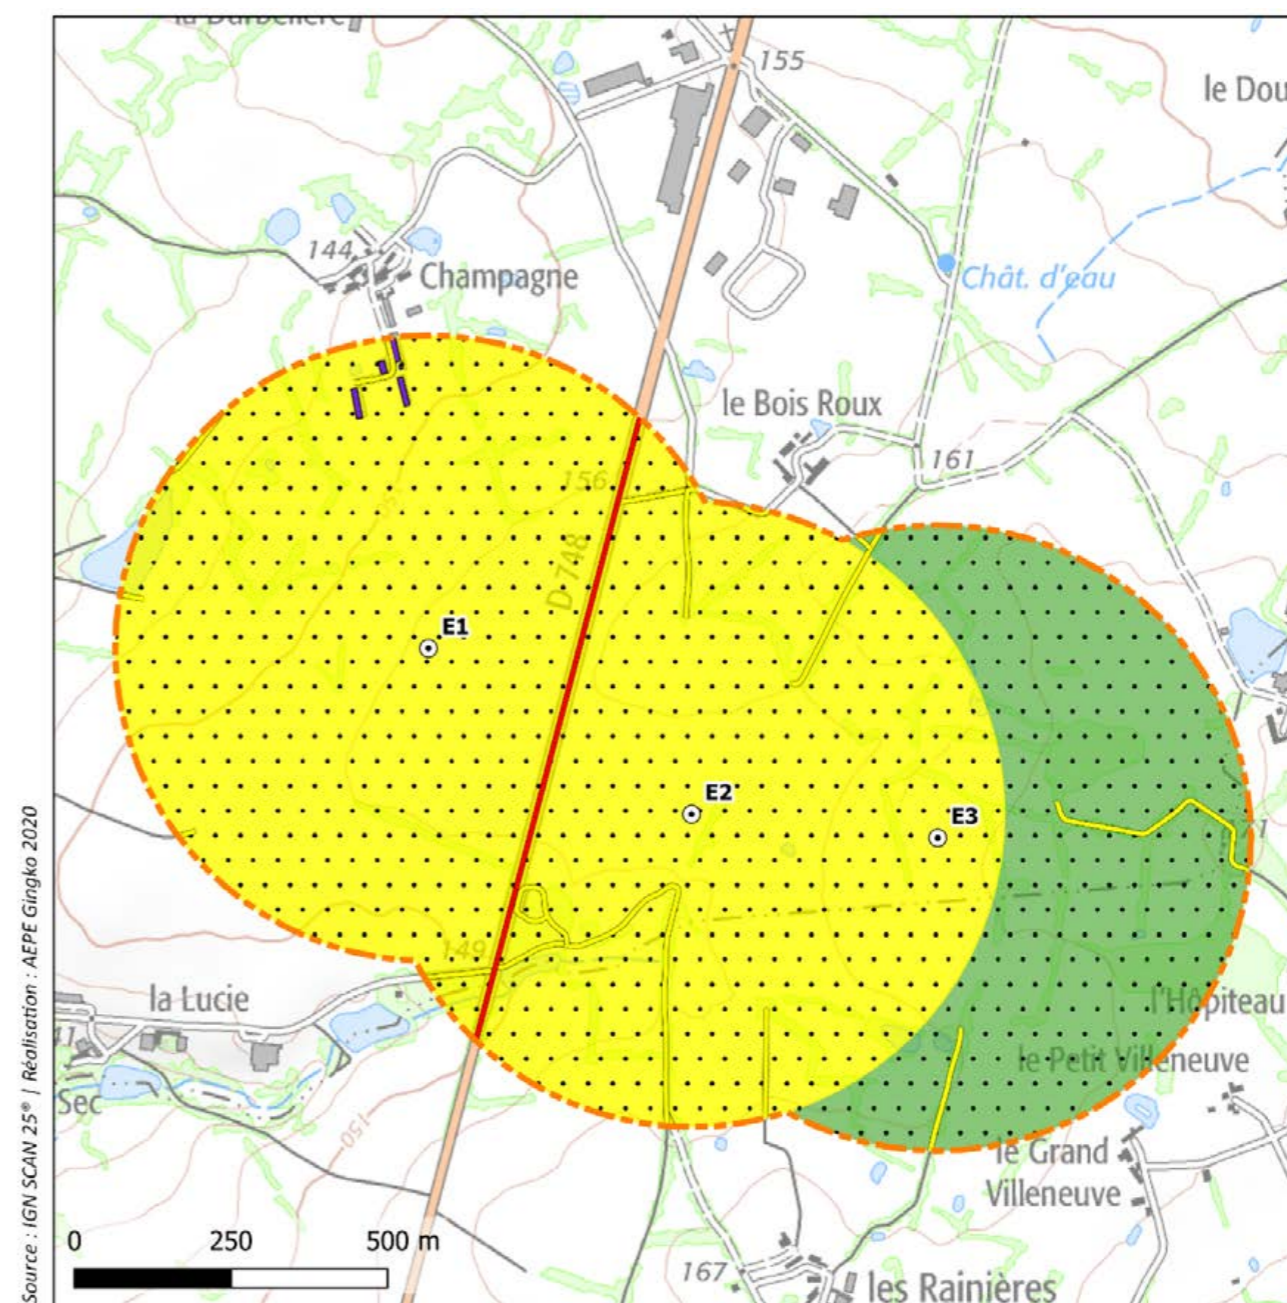 155
le Dou
144
Champagne
Chât. d'eau
le Bois Roux
156
161
D 748
E1
E2
E3
149
la Lucie
l'Hôpiteau
le Petit Villeneuve
Sec
150
le Grand
Villeneuve
0 250 500 m
167
les Rainières
Source : IGN SCAN 25® | Réalisation : AEPE Gingko 2020